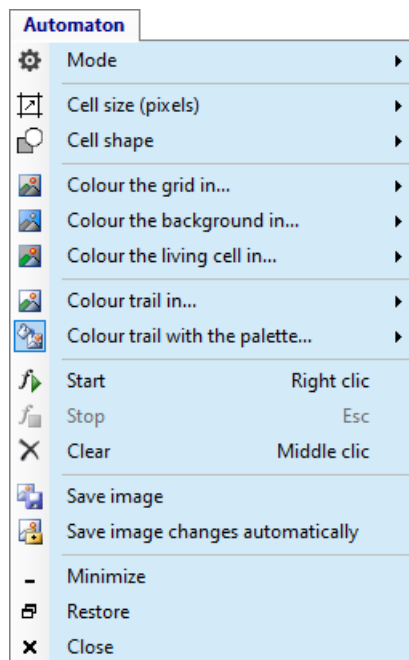 Automaton
Mode
Cell size (pixels)
Cell shape
Colour the grid in...
Colour the background in...
Colour the living cell in...
Colour trail in...
Colour trail with the palette...
Start Right clic
Stop Esc
Clear Middle clic
Save image
Save image changes automatically
Minimize
Restore
Close